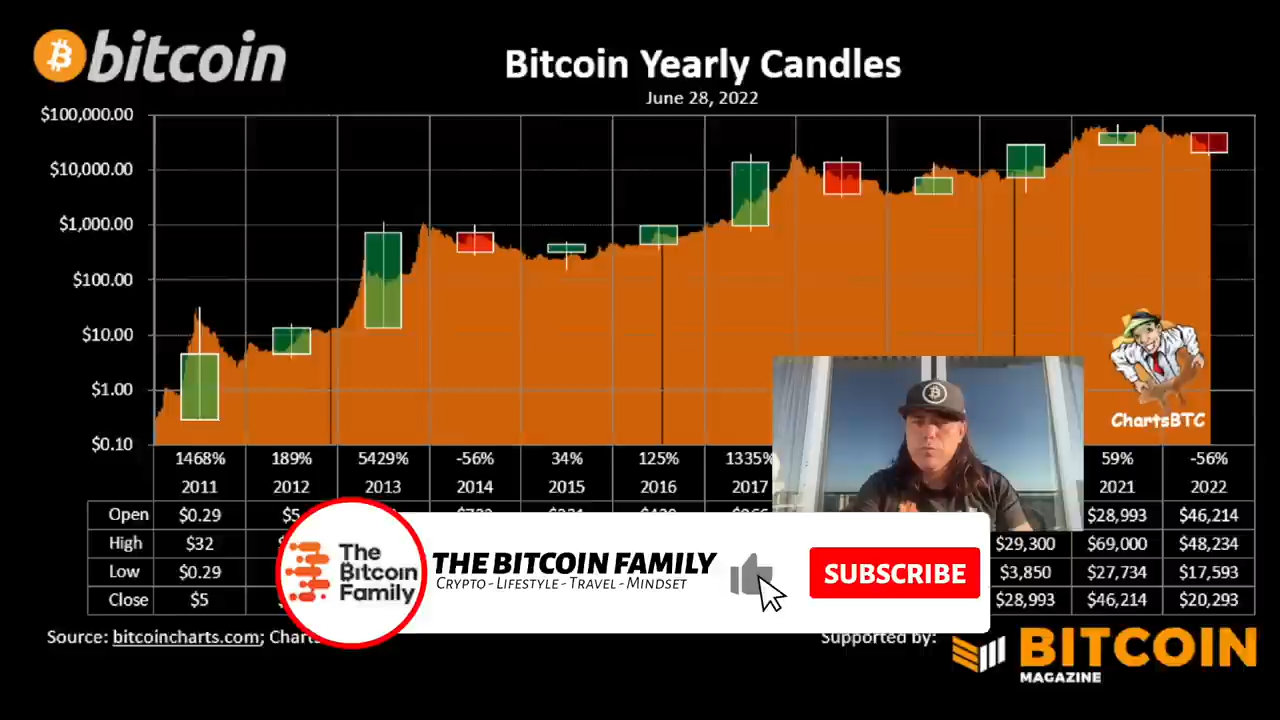 bitcoin
Bitcoin Yearly Candles
June 28, 2022
$100,000.00
$10,000.00
$1,000.00
$100.00
$10.00
$1.00
$0.10
ChartsBTC
1468% 189% 5429% -56% 34% 125% 1335% 59% -56%
2011 2012 2013 2014 2015 2016 2017 2021 2022
Open $0.29 $28,993 $46,214
High $32 $29,300 $69,000 $48,234
Low $0.29 $3,850 $27,734 $17,593
Close $5 $28,993 $46,214 $20,293
The
Bitcoin
Family
THE BITCOIN FAMILY
CRYPTO - LIFESTYLE - TRAVEL - MINDSET
SUBSCRIBE
Source: bitcoincharts.com;
Supported by:
BITCOIN
MAGAZINE